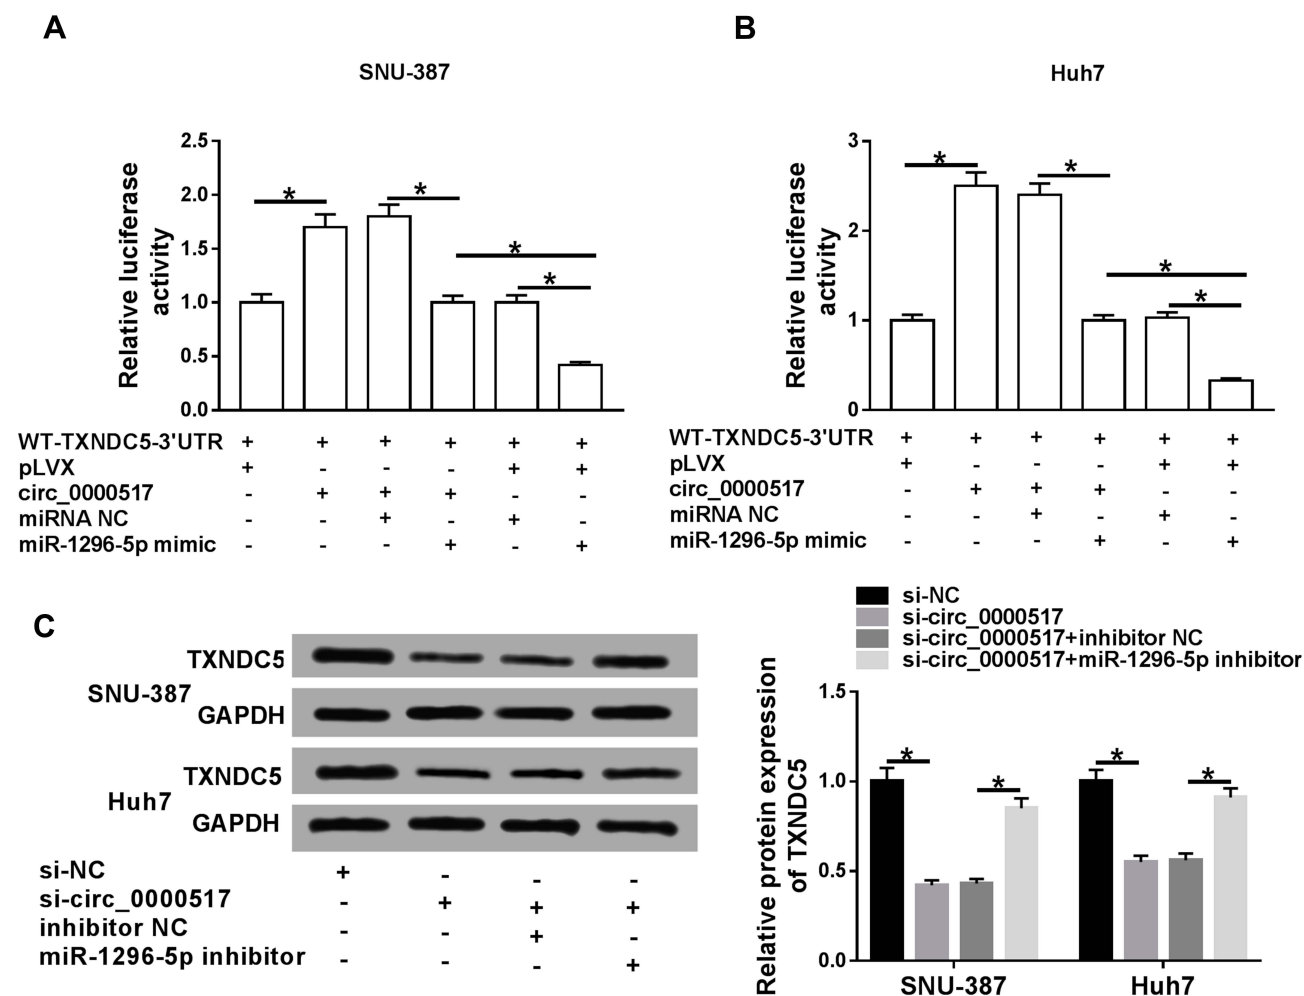 A
SNU-387
Relative luciferase
activity
2.5
2.0
1.5
1.0
0.5
0.0
* * * *
WT-TXNDC5-3'UTR + + + + + +
pLVX + - - - + +
circ_0000517 - + + + - -
miRNA NC - - + - + -
miR-1296-5p mimic - - - + - +
B
Huh7
Relative luciferase
activity
3
2
1
0
* * * *
WT-TXNDC5-3'UTR + + + + + +
pLVX + - - - + +
circ_0000517 - + + + - -
miRNA NC - - + - + -
miR-1296-5p mimic - - - + - +
C
SNU-387
TXNDC5
GAPDH
Huh7
TXNDC5
GAPDH
si-NC + - - -
si-circ_0000517 - + + +
inhibitor NC - - + -
miR-1296-5p inhibitor - - - +
si-NC
si-circ_0000517
si-circ_0000517+inhibitor NC
si-circ_0000517+miR-1296-5p inhibitor
Relative protein expression
of TXNDC5
1.5
1.0
0.5
0.0
* * * *
SNU-387 Huh7